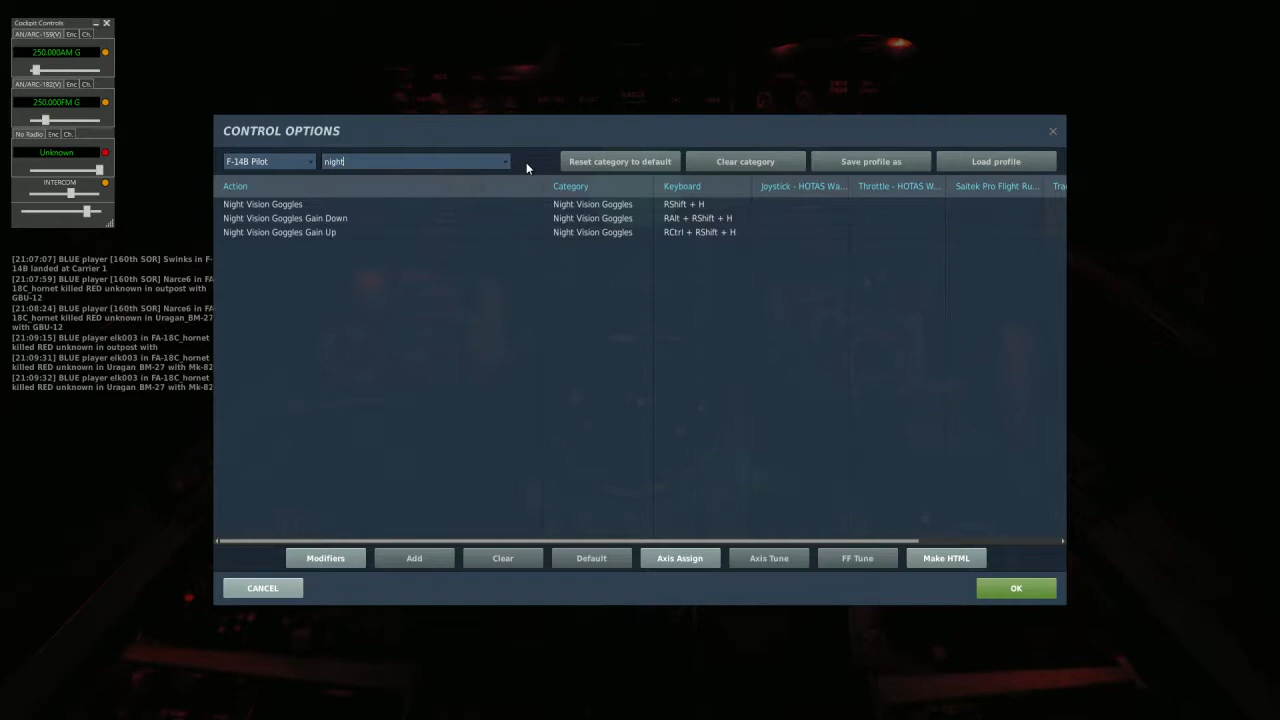 Cockpit Controls
AN/ARC-159(V) Enc Ch.
250.000AM G
AN/ARC-182(V) Enc Ch.
250.000FM G
No Radio Enc Ch.
Unknown
INTERCOM
[21:07:07] BLUE player [160th SOR] Swinks in F-
14B landed at Carrier 1
[21:07:59] BLUE player [160th SOR] Narce6 in FA
18C_hornet killed RED unknown in outpost with
GBU-12
[21:08:24] BLUE player [160th SOR] Narce6 in FA
18C_hornet killed RED unknown in Uragan_BM-27
with GBU-12
[21:09:15] BLUE player elk003 in FA-18C_hornet
killed RED unknown in outpost with
[21:09:31] BLUE player elk003 in FA-18C_hornet
killed RED unknown in Uragan BM-27 with Mk-82
[21:09:32] BLUE player elk003 in FA-18C_hornet
killed RED unknown in Uragan BM-27 with Mk-82
CONTROL OPTIONS
F-14B Pilot night Reset category to default Clear category Save profile as Load profile
Action Category Keyboard Joystick - HOTAS Wa... Throttle - HOTAS W... Saitek Pro Flight Ru... Tra
Night Vision Goggles Night Vision Goggles RShift + H
Night Vision Goggles Gain Down Night Vision Goggles RAlt + RShift + H
Night Vision Goggles Gain Up Night Vision Goggles RCtrl + RShift + H
Modifiers Add Clear Default Axis Assign Axis Tune FF Tune Make HTML
CANCEL OK